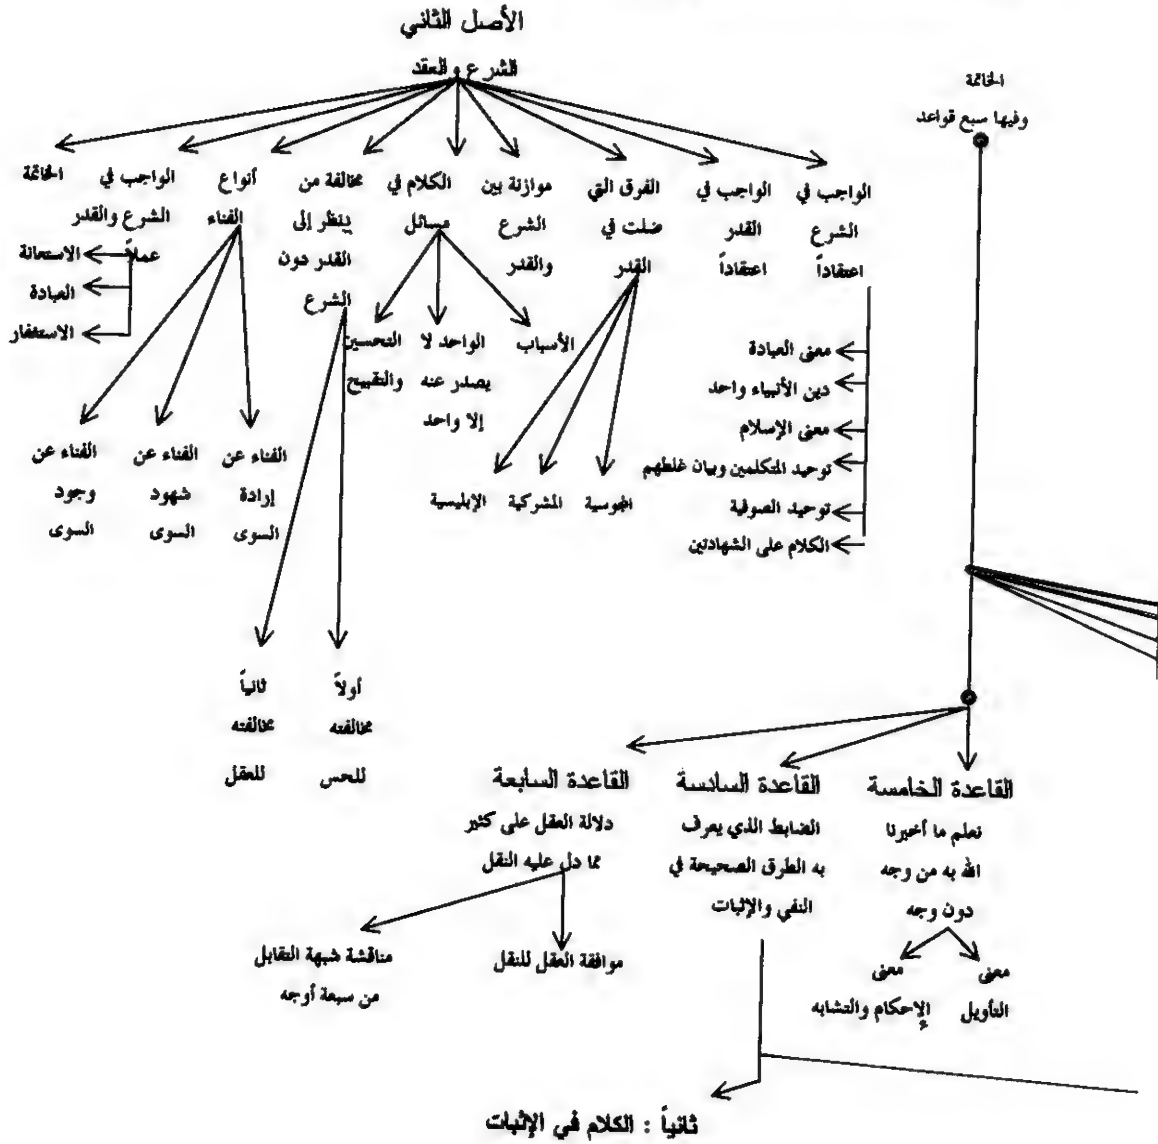 الأصل الثاني
الشرع والعقد
الخاتمة
وفيها سبع قواعد
الواجب في
الشرع
اعتقاداً
الواجب في
القدر
اعتقاداً
الفرق التي
ضلت في
القدر
موازنة بين
الشرع
والقدر
الكلام في
مسائل
مخالفة من
ينظر إلى
القدر دون
الشرع
أنواع
الفناء
الواجب في
الشرع والقدر
عملاً
الخاتمة
الاستعانة
العبادة
الاستغفار
معنى العبادة
دين الأنبياء واحد
معنى الإسلام
توحيد المتكلمين وبيان غلطهم
توحيد الصوفية
الكلام على الشهادتين
المجوسية
المشركية
الإبليسية
الأسباب
الواحد لا
يصدر عنه
إلا واحد
التحسين
والتقبيح
أولاً
مخالفته
للحس
ثانياً
مخالفته
للعقل
الفناء عن
إرادة
السوى
الفناء عن
شهود
السوى
الفناء عن
وجود
السوى
القاعدة الخامسة
نعلم ما أخبرنا
الله به من وجه
دون وجه
معنى
التأويل
معنى
الإحكام والتشابه
القاعدة السادسة
الضابط الذي يعرف
به الطرق الصحيحة في
النفي والإثبات
القاعدة السابعة
دلالة العقل على كثير
مما دل عليه النقل
موافقة العقل للنقل
مناقشة شبهة التقابل
من سبعة أوجه
ثانياً : الكلام في الإثبات